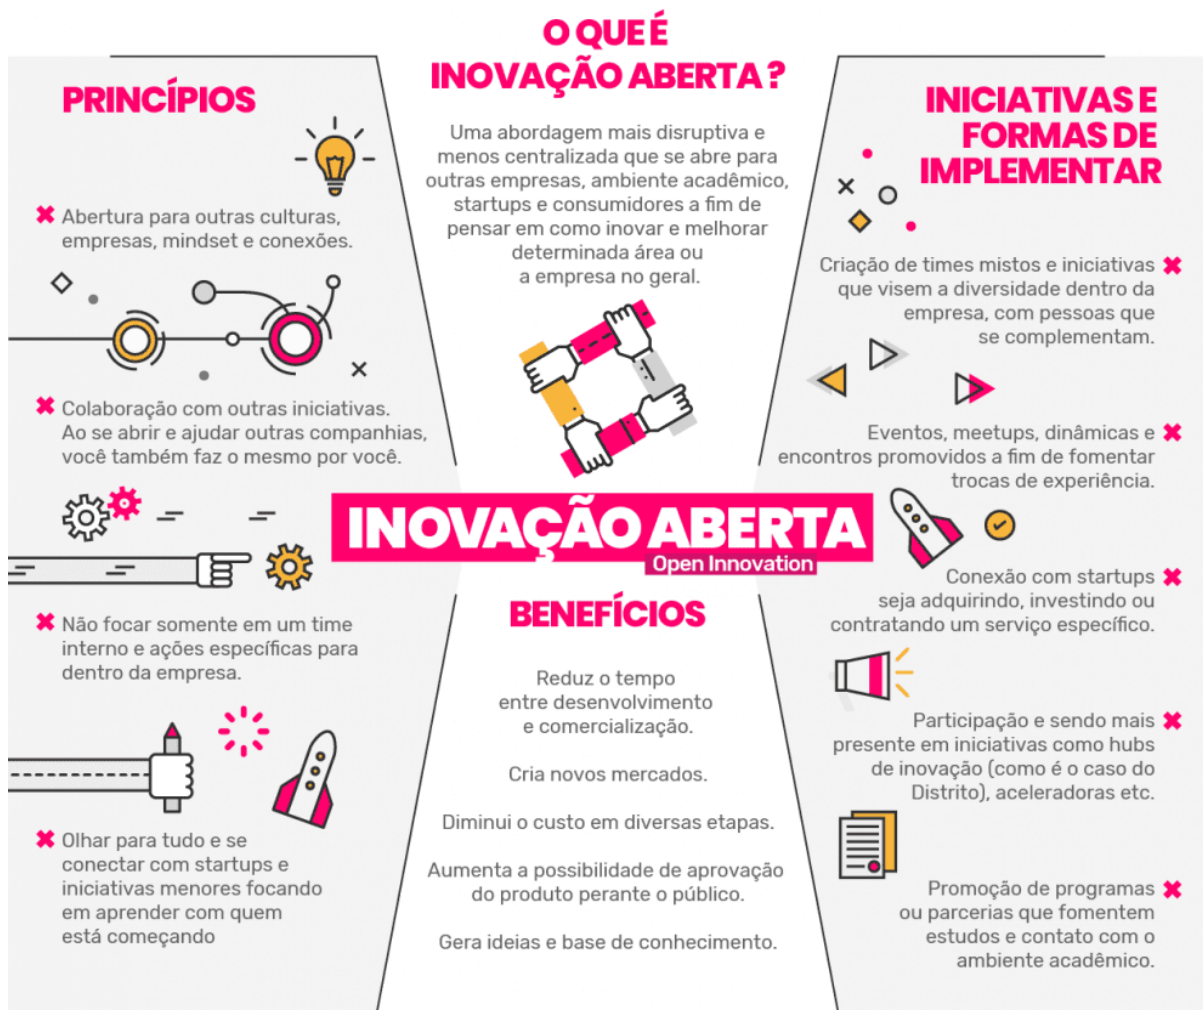 O QUE É
INOVAÇÃO ABERTA?
Uma abordagem mais disruptiva e
menos centralizada que se abre para
outras empresas, ambiente acadêmico,
startups e consumidores a fim de
pensar em como inovar e melhorar
determinada área ou
a empresa no geral.
PRINCÍPIOS
Abertura para outras culturas,
empresas, mindset e conexões.
Colaboração com outras iniciativas.
Ao se abrir e ajudar outras companhias,
você também faz o mesmo por você.
Não focar somente em um time
interno e ações específicas para
dentro da empresa.
Olhar para tudo e se
conectar com startups e
iniciativas menores focando
em aprender com quem
está começando
INOVAÇÃO ABERTA
Open Innovation
BENEFÍCIOS
Reduz o tempo
entre desenvolvimento
e comercialização.
Cria novos mercados.
Diminui o custo em diversas etapas.
Aumenta a possibilidade de aprovação
do produto perante o público.
Gera ideias e base de conhecimento.
INICIATIVAS E
FORMAS DE
IMPLEMENTAR
Criação de times mistos e iniciativas
que visem a diversidade dentro da
empresa, com pessoas que
se complementam.
Eventos, meetups, dinâmicas e
encontros promovidos a fim de fomentar
trocas de experiência.
Conexão com startups
seja adquirindo, investindo ou
contratando um serviço específico.
Participação e sendo mais
presente em iniciativas como hubs
de inovação (como é o caso do
Distrito), aceleradoras etc.
Promoção de programas
ou parcerias que fomentem
estudos e contato com o
ambiente acadêmico.